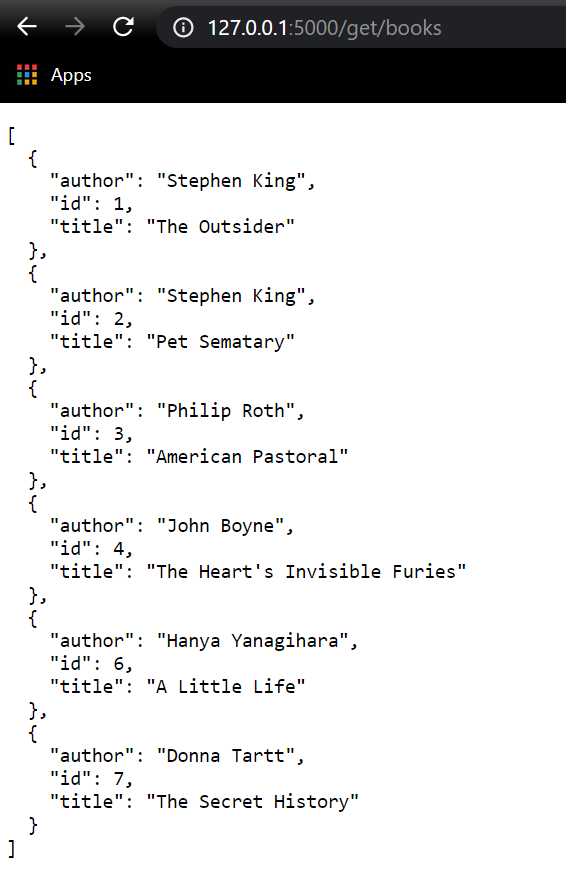 127.0.0.1:5000/get/books
Apps
[
  {
    "author": "Stephen King",
    "id": 1,
    "title": "The Outsider"
  },
  {
    "author": "Stephen King",
    "id": 2,
    "title": "Pet Sematary"
  },
  {
    "author": "Philip Roth",
    "id": 3,
    "title": "American Pastoral"
  },
  {
    "author": "John Boyne",
    "id": 4,
    "title": "The Heart's Invisible Furies"
  },
  {
    "author": "Hanya Yanagihara",
    "id": 6,
    "title": "A Little Life"
  },
  {
    "author": "Donna Tartt",
    "id": 7,
    "title": "The Secret History"
  }
]